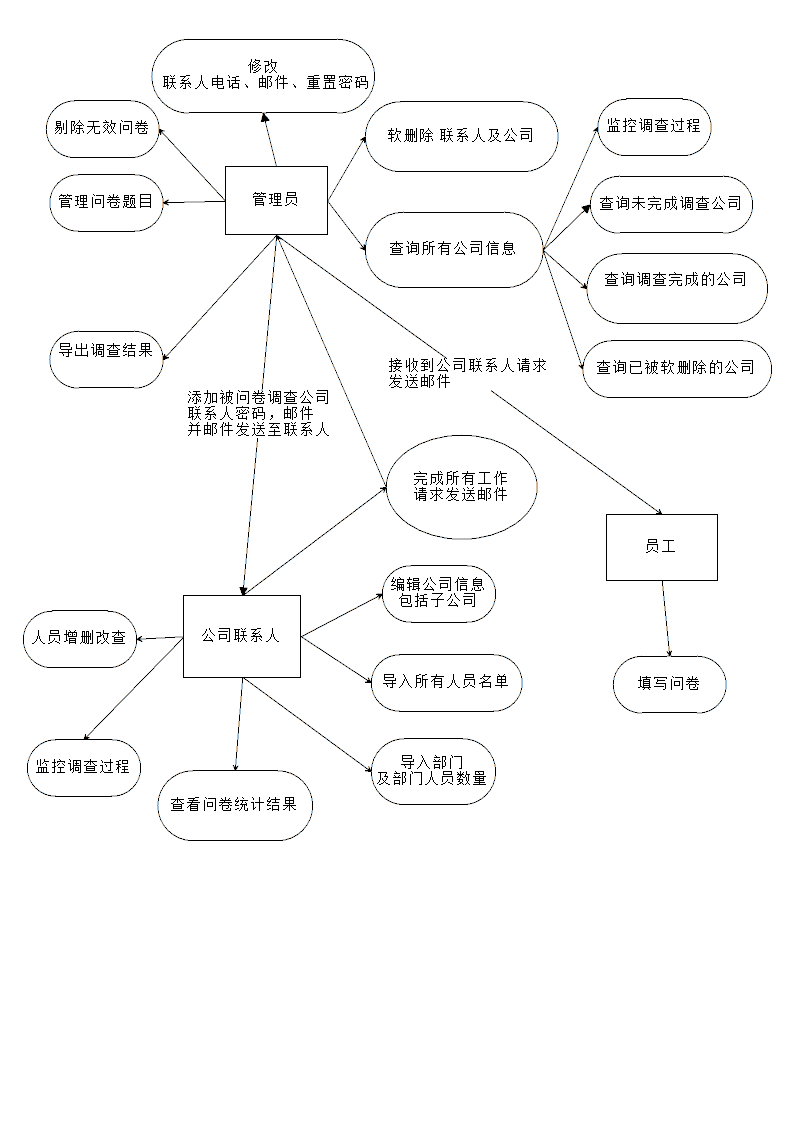 修改
联系人电话、邮件、重置密码
剔除无效问卷
软删除 联系人及公司
监控调查过程
管理问卷题目
管理员
查询未完成调查公司
查询所有公司信息
查询调查完成的公司
导出调查结果
接收到公司联系人请求
发送邮件
查询已被软删除的公司
添加被问卷调查公司
联系人密码，邮件
并邮件发送至联系人
完成所有工作
请求发送邮件
员工
编辑公司信息
包括子公司
人员增删改查
公司联系人
导入所有人员名单
填写问卷
监控调查过程
导入部门
及部门人员数量
查看问卷统计结果